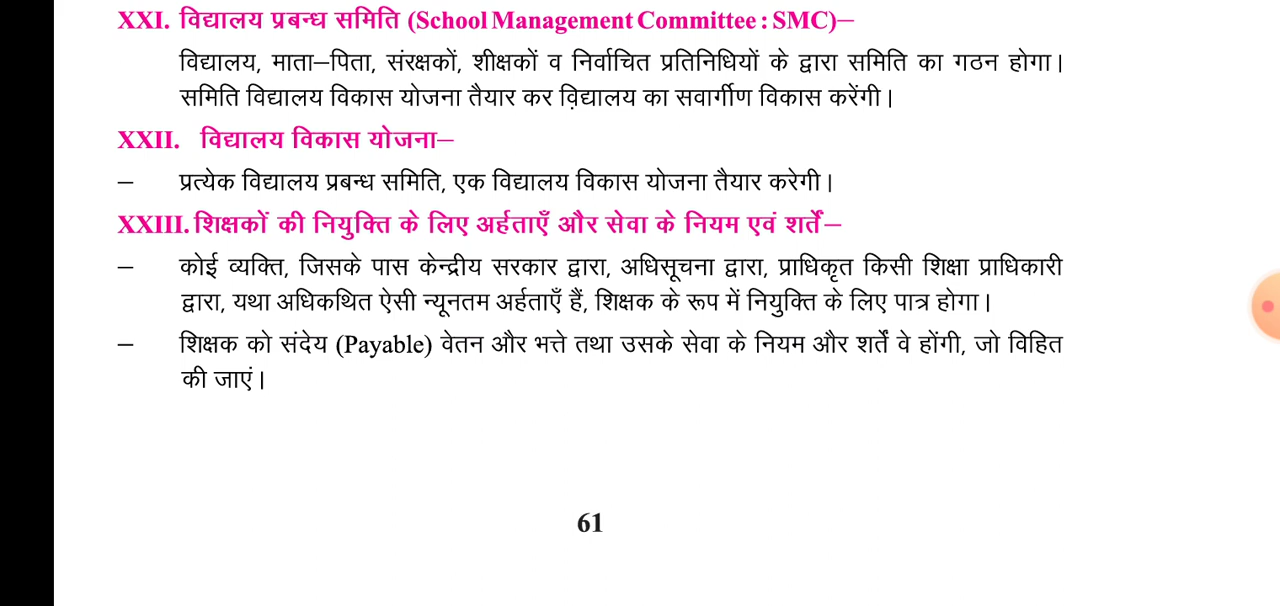 XXI. विद्यालय प्रबन्ध समिति (School Management Committee : SMC)–
विद्यालय, माता–पिता, संरक्षकों, शीक्षकों व निर्वाचित प्रतिनिधियों के द्वारा समिति का गठन होगा।
समिति विद्यालय विकास योजना तैयार कर वि़द्यालय का सवार्गीण विकास करेंगी।
XXII. विद्यालय विकास योजना–
– प्रत्येक विद्यालय प्रबन्ध समिति, एक विद्यालय विकास योजना तैयार करेगी।
XXIII. शिक्षकों की नियुक्ति के लिए अर्हताएँ और सेवा के नियम एवं शर्तें–
– कोई व्यक्ति, जिसके पास केन्द्रीय सरकार द्वारा, अधिसूचना द्वारा, प्राधिकृत किसी शिक्षा प्राधिकारी
द्वारा, यथा अधिकथित ऐसी न्यूनतम अर्हताएँ हैं, शिक्षक के रूप में नियुक्ति के लिए पात्र होगा।
– शिक्षक को संदेय (Payable) वेतन और भत्ते तथा उसके सेवा के नियम और शर्तें वे होंगी, जो विहित
की जाएं।
61